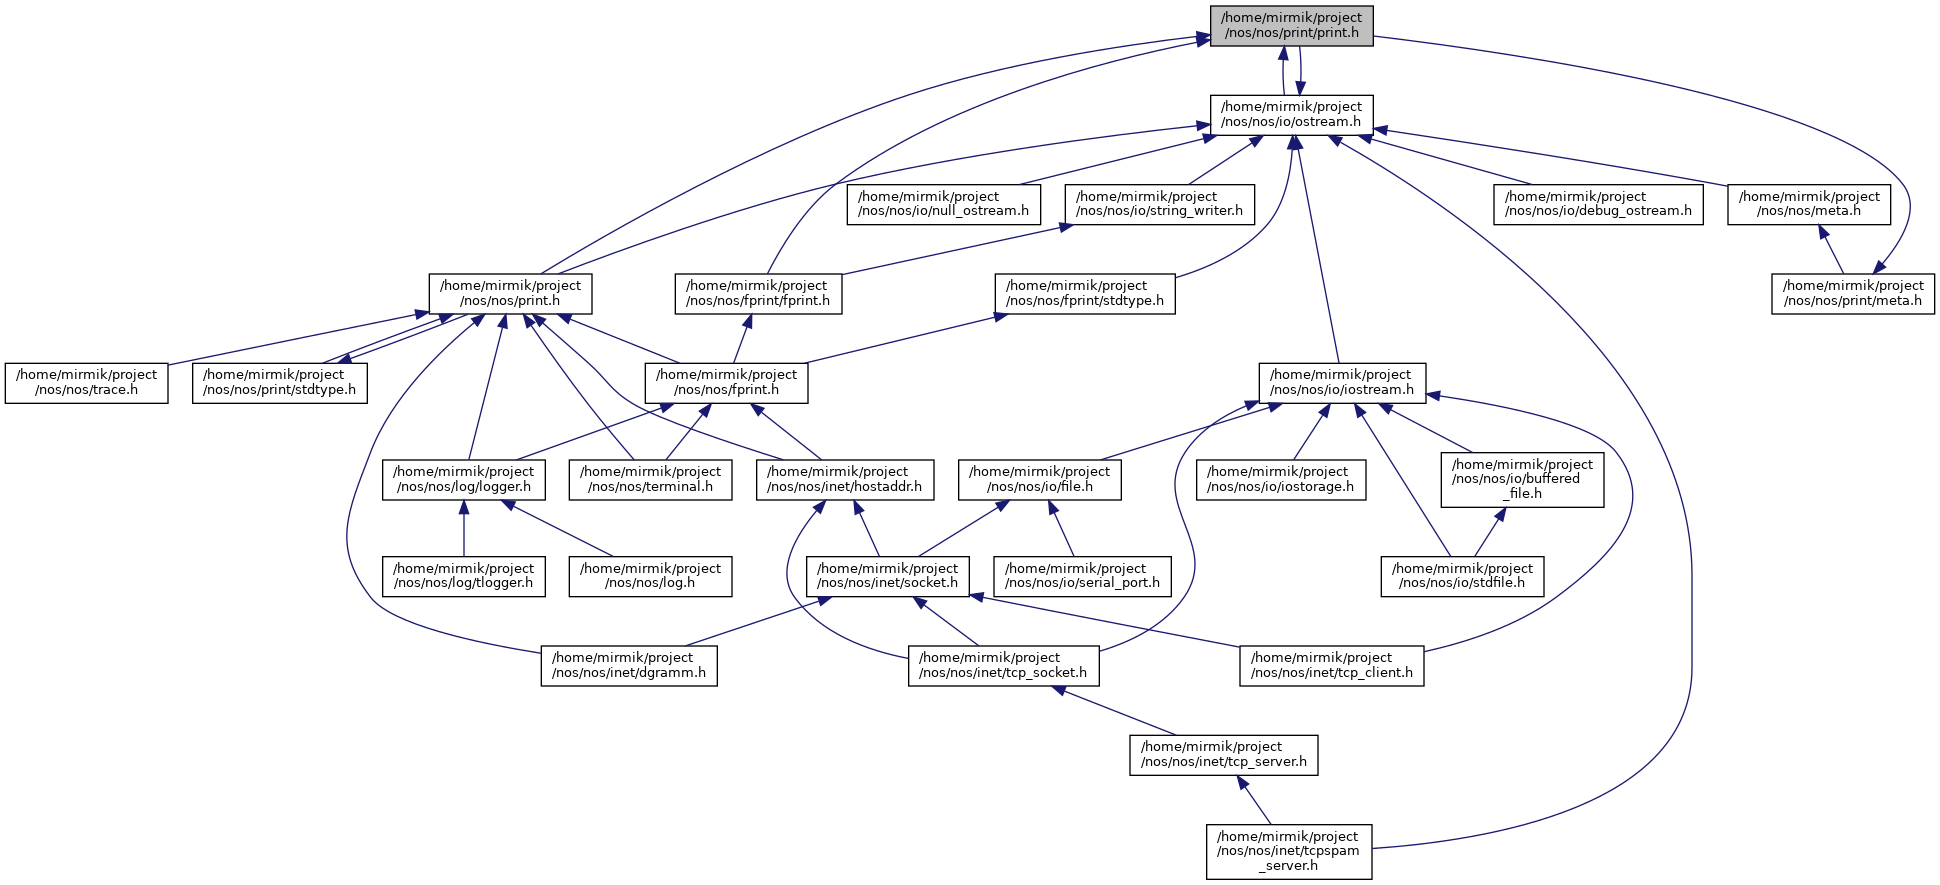 /home/mirmik/project
/nos/nos/print/print.h
/home/mirmik/project
/nos/nos/io/ostream.h
/home/mirmik/project
/nos/nos/io/null_ostream.h
/home/mirmik/project
/nos/nos/io/string_writer.h
/home/mirmik/project
/nos/nos/io/debug_ostream.h
/home/mirmik/project
/nos/nos/meta.h
/home/mirmik/project
/nos/nos/print.h
/home/mirmik/project
/nos/nos/fprint/fprint.h
/home/mirmik/project
/nos/nos/fprint/stdtype.h
/home/mirmik/project
/nos/nos/print/meta.h
/home/mirmik/project
/nos/nos/trace.h
/home/mirmik/project
/nos/nos/print/stdtype.h
/home/mirmik/project
/nos/nos/fprint.h
/home/mirmik/project
/nos/nos/io/iostream.h
/home/mirmik/project
/nos/nos/log/logger.h
/home/mirmik/project
/nos/nos/terminal.h
/home/mirmik/project
/nos/nos/inet/hostaddr.h
/home/mirmik/project
/nos/nos/io/file.h
/home/mirmik/project
/nos/nos/io/iostorage.h
/home/mirmik/project
/nos/nos/io/buffered
_file.h
/home/mirmik/project
/nos/nos/log/tlogger.h
/home/mirmik/project
/nos/nos/log.h
/home/mirmik/project
/nos/nos/inet/socket.h
/home/mirmik/project
/nos/nos/io/serial_port.h
/home/mirmik/project
/nos/nos/io/stdfile.h
/home/mirmik/project
/nos/nos/inet/dgramm.h
/home/mirmik/project
/nos/nos/inet/tcp_socket.h
/home/mirmik/project
/nos/nos/inet/tcp_client.h
/home/mirmik/project
/nos/nos/inet/tcp_server.h
/home/mirmik/project
/nos/nos/inet/tcpspam
_server.h